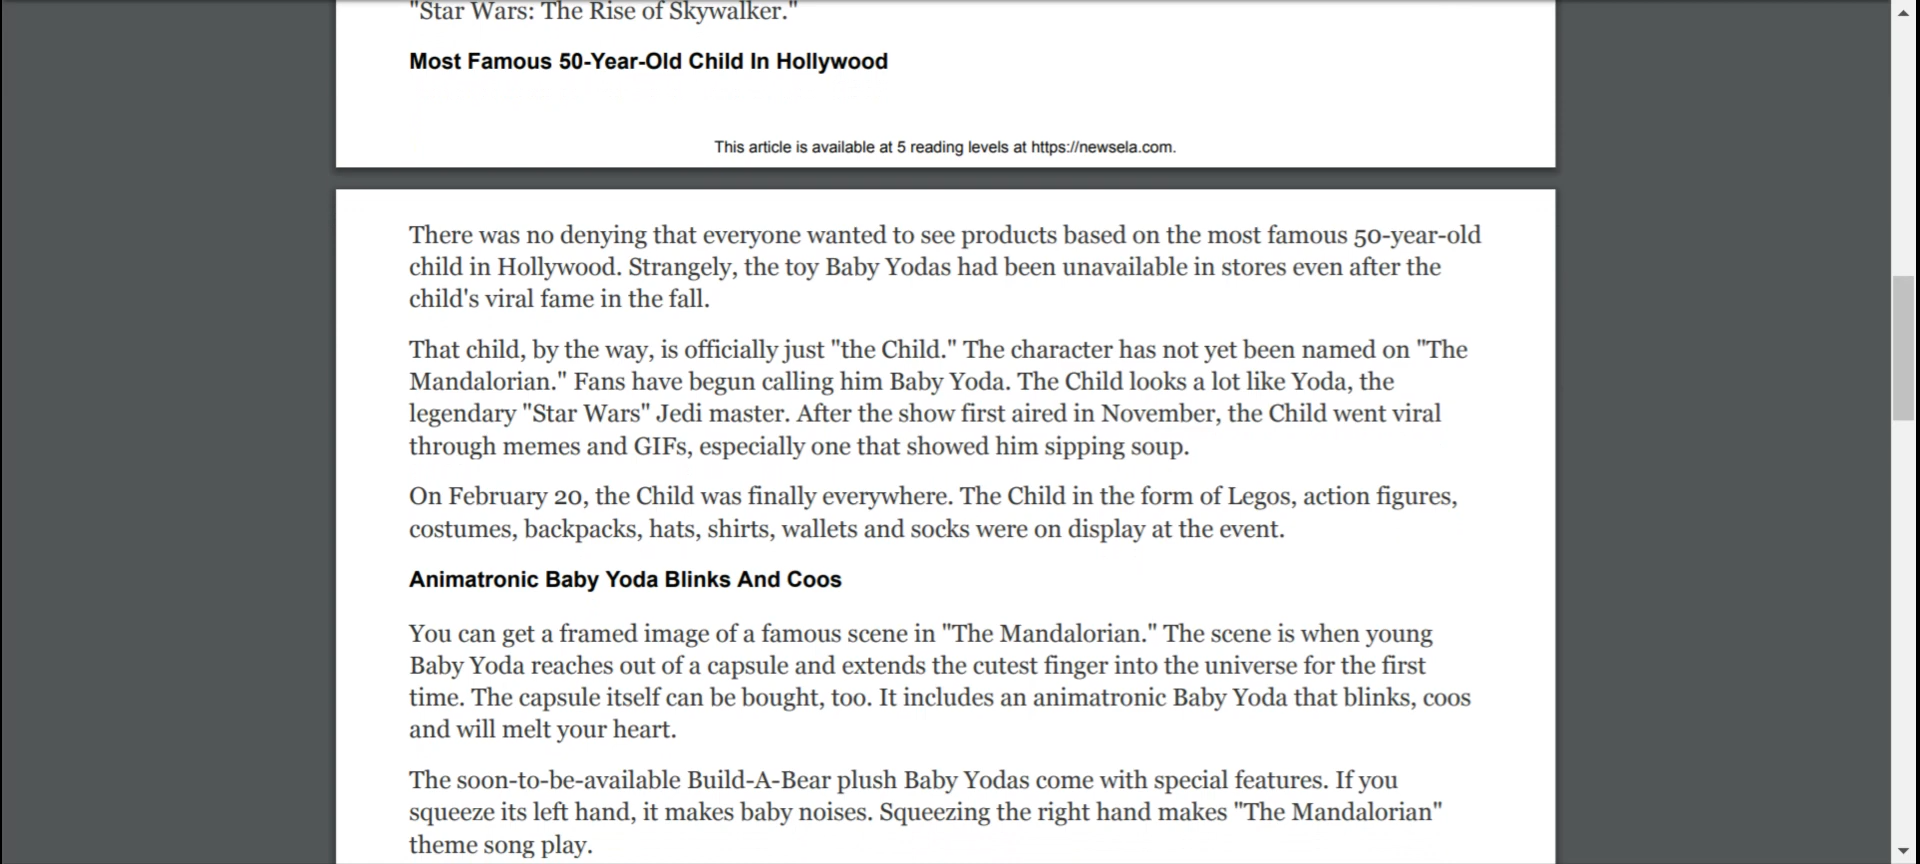 "Star Wars: The Rise of Skywalker."
Most Famous 50-Year-Old Child In Hollywood
This article is available at 5 reading levels at https://newsela.com.
There was no denying that everyone wanted to see products based on the most famous 50-year-old
child in Hollywood. Strangely, the toy Baby Yodas had been unavailable in stores even after the
child's viral fame in the fall.
That child, by the way, is officially just "the Child." The character has not yet been named on "The
Mandalorian." Fans have begun calling him Baby Yoda. The Child looks a lot like Yoda, the
legendary "Star Wars" Jedi master. After the show first aired in November, the Child went viral
through memes and GIFs, especially one that showed him sipping soup.
On February 20, the Child was finally everywhere. The Child in the form of Legos, action figures,
costumes, backpacks, hats, shirts, wallets and socks were on display at the event.
Animatronic Baby Yoda Blinks And Coos
You can get a framed image of a famous scene in "The Mandalorian." The scene is when young
Baby Yoda reaches out of a capsule and extends the cutest finger into the universe for the first
time. The capsule itself can be bought, too. It includes an animatronic Baby Yoda that blinks, coos
and will melt your heart.
The soon-to-be-available Build-A-Bear plush Baby Yodas come with special features. If you
squeeze its left hand, it makes baby noises. Squeezing the right hand makes "The Mandalorian"
theme song play.